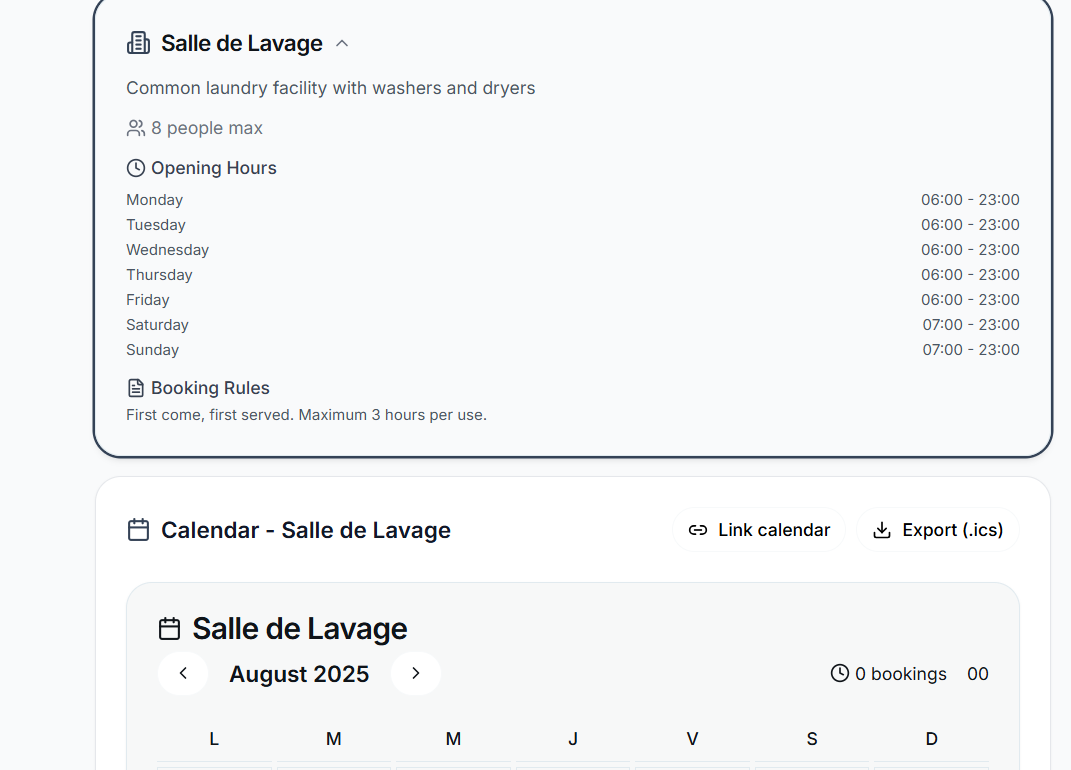 Salle de Lavage
Common laundry facility with washers and dryers
8 people max
Opening Hours
Monday 06:00 - 23:00
Tuesday 06:00 - 23:00
Wednesday 06:00 - 23:00
Thursday 06:00 - 23:00
Friday 06:00 - 23:00
Saturday 07:00 - 23:00
Sunday 07:00 - 23:00
Booking Rules
First come, first served. Maximum 3 hours per use.
Calendar - Salle de Lavage Link calendar Export (.ics)
Salle de Lavage
August 2025 0 bookings 00
L M M J V S D